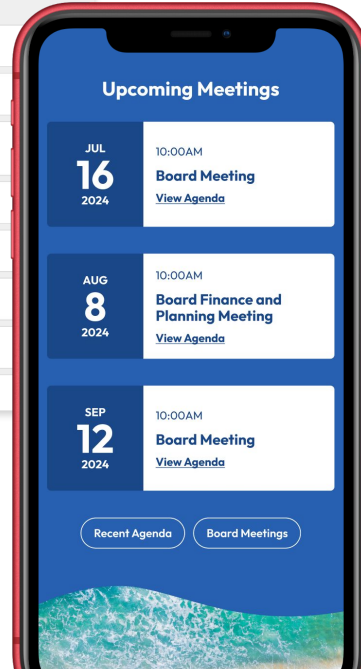 Upcoming Meetings
JUL
16
2024
10:00AM
Board Meeting
View Agenda
AUG
8
2024
10:00AM
Board Finance and
Planning Meeting
View Agenda
SEP
12
2024
10:00AM
Board Meeting
View Agenda
Recent Agenda
Board Meetings